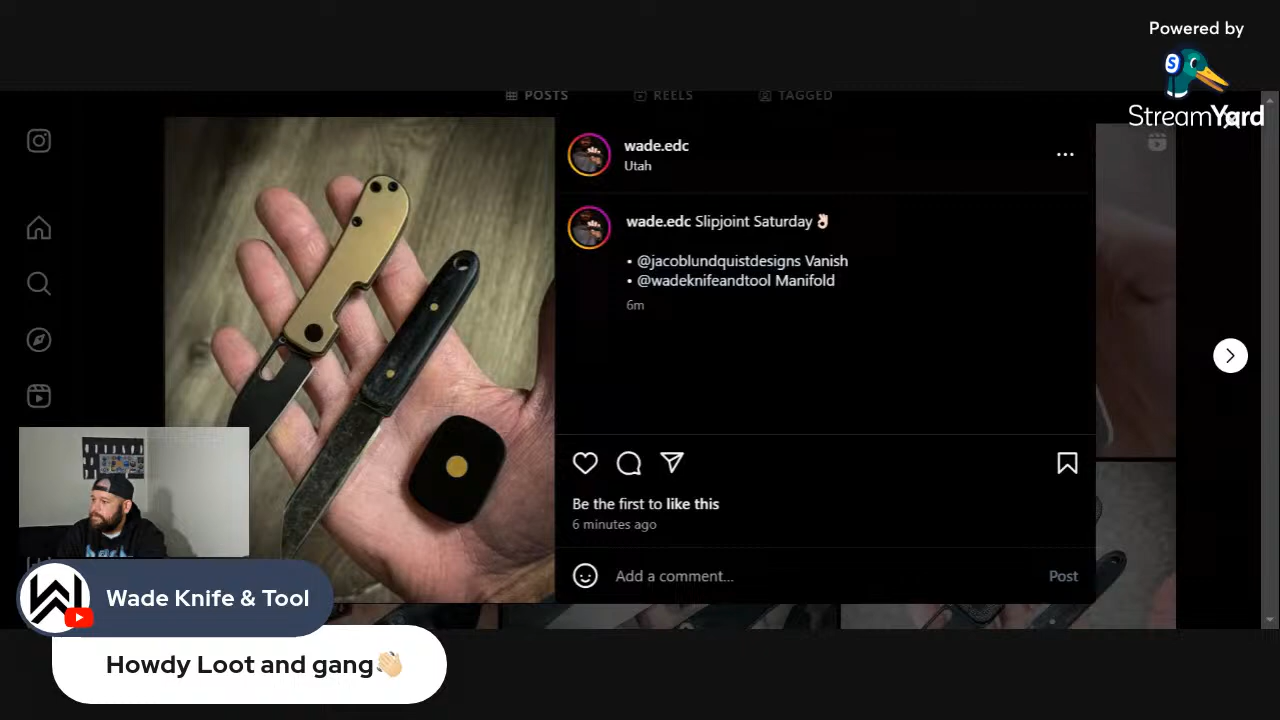 Powered by
StreamYard
POSTS
REELS
TAGGED
wade.edc
Utah
wade.edc Slipjoint Saturday👌🏻
• @jacoblundquistdesigns Vanish
• @wadeknifeandtool Manifold
6m
Be the first to like this
6 minutes ago
Add a comment...
Post
Wade Knife & Tool
Howdy Loot and gang👋🏻